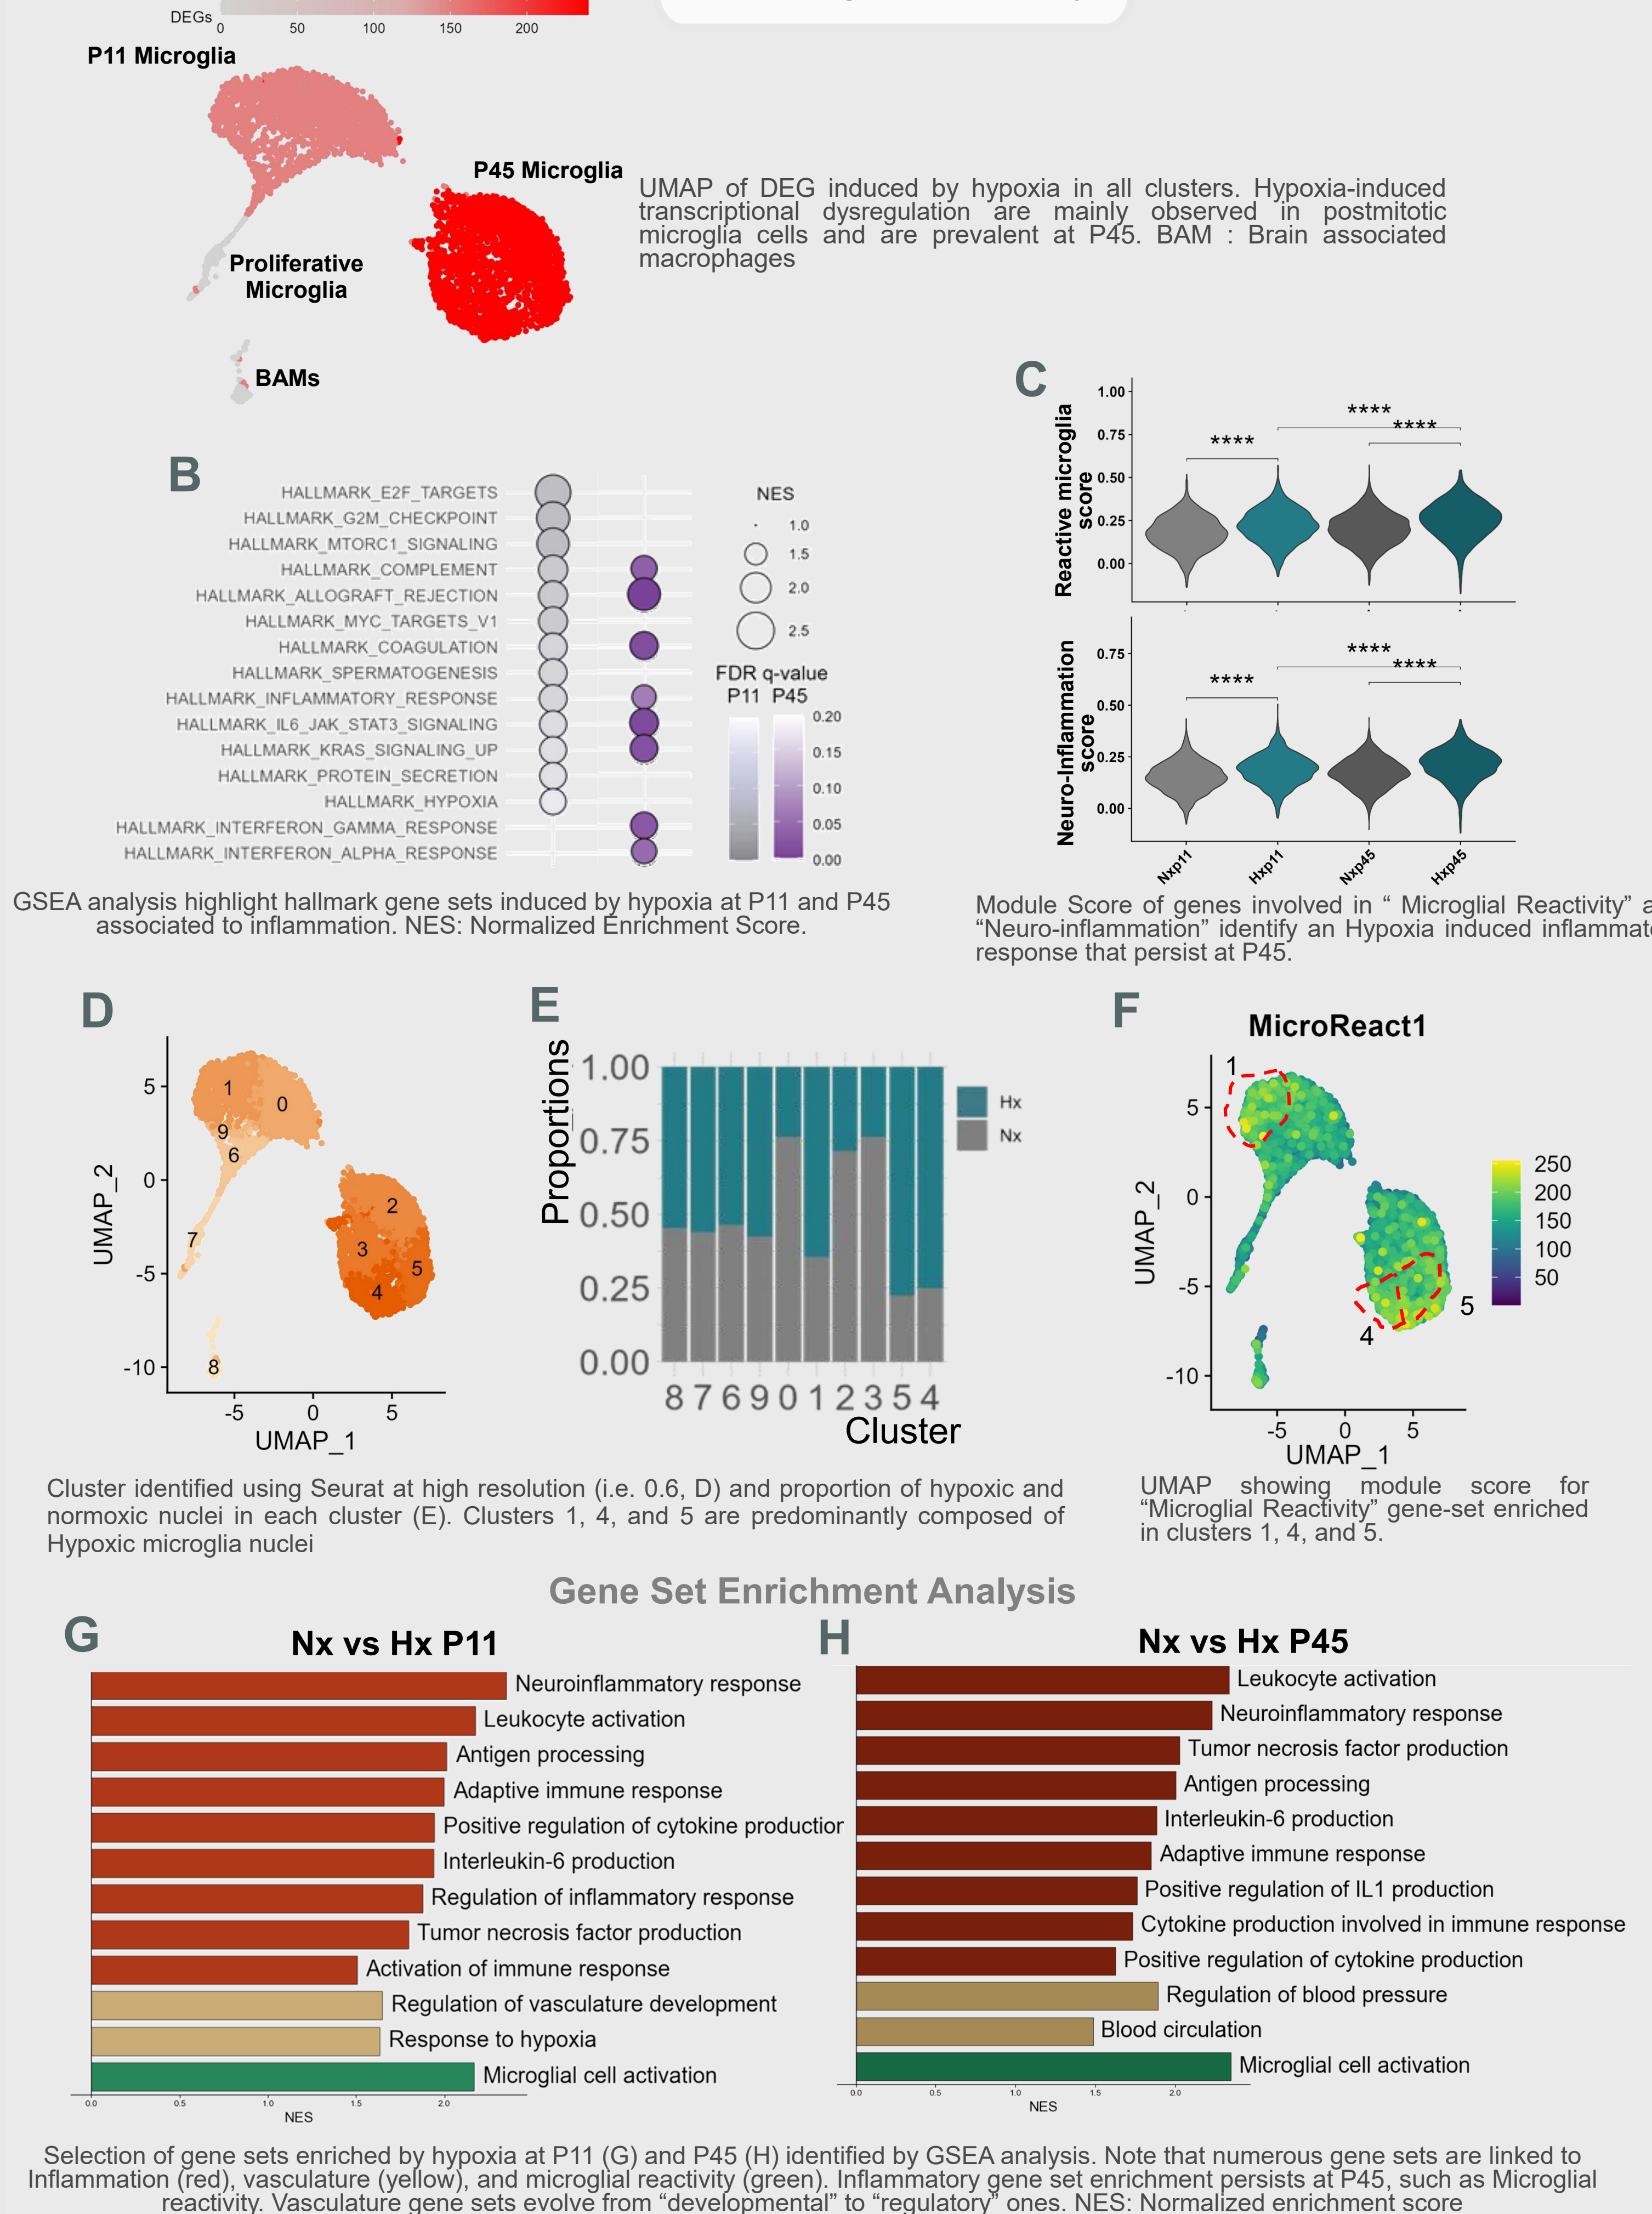 DEGs
0 50 100 150 200
P11 Microglia
P45 Microglia
Proliferative
Microglia
BAMs
UMAP of DEG induced by hypoxia in all clusters. Hypoxia-induced
transcriptional dysregulation are mainly observed in postmitotic
microglia cells and are prevalent at P45. BAM : Brain associated
macrophages
B
HALLMARK_E2F_TARGETS
HALLMARK_G2M_CHECKPOINT
HALLMARK_MTORC1_SIGNALING
HALLMARK_COMPLEMENT
HALLMARK_ALLOGRAFT_REJECTION
HALLMARK_MYC_TARGETS_V1
HALLMARK_COAGULATION
HALLMARK_SPERMATOGENESIS
HALLMARK_INFLAMMATORY_RESPONSE
HALLMARK_IL6_JAK_STAT3_SIGNALING
HALLMARK_KRAS_SIGNALING_UP
HALLMARK_PROTEIN_SECRETION
HALLMARK_HYPOXIA
HALLMARK_INTERFERON_GAMMA_RESPONSE
HALLMARK_INTERFERON_ALPHA_RESPONSE
NES
1.0
1.5
2.0
2.5
FDR q-value
P11 P45
0.20
0.15
0.10
0.05
0.00
GSEA analysis highlight hallmark gene sets induced by hypoxia at P11 and P45
associated to inflammation. NES: Normalized Enrichment Score.
C
Reactive microglia
score
1.00
0.75
0.50
0.25
0.00
****
****
****
Neuro-Inflammation
score
0.75
0.50
0.25
0.00
****
****
****
Nxp11 Hxp11 Nxp45 Hxp45
Module Score of genes involved in “ Microglial Reactivity”
“Neuro-inflammation” identify an Hypoxia induced
response that persist at P45.
D
UMAP_2
5
0
-5
-10
1
0
9
6
2
7
3
5
4
8
-5 0 5
UMAP_1
E
Proportions
1.00
0.75
0.50
0.25
0.00
8 7 6 9 0 1 2 3 5 4
Cluster
Hx
Nx
Cluster identified using Seurat at high resolution (i.e. 0.6, D) and proportion of hypoxic and
normoxic nuclei in each cluster (E). Clusters 1, 4, and 5 are predominantly composed of
Hypoxic microglia nuclei
F
MicroReact1
UMAP_2
5
0
-5
-10
1
5
4
250
200
150
100
50
-5 0 5
UMAP_1
UMAP showing module score for
“Microglial Reactivity” gene-set enriched
in clusters 1, 4, and 5.
Gene Set Enrichment Analysis
G
Nx vs Hx P11
Neuroinflammatory response
Leukocyte activation
Antigen processing
Adaptive immune response
Positive regulation of cytokine production
Interleukin-6 production
Regulation of inflammatory response
Tumor necrosis factor production
Activation of immune response
Regulation of vasculature development
Response to hypoxia
Microglial cell activation
0.0 0.5 1.0 1.5 2.0
NES
H
Nx vs Hx P45
Leukocyte activation
Neuroinflammatory response
Tumor necrosis factor production
Antigen processing
Interleukin-6 production
Adaptive immune response
Positive regulation of IL1 production
Cytokine production involved in immune response
Positive regulation of cytokine production
Regulation of blood pressure
Blood circulation
Microglial cell activation
0.0 0.5 1.0 1.5 2.0
NES
Selection of gene sets enriched by hypoxia at P11 (G) and P45 (H) identified by GSEA analysis. Note that numerous gene sets are linked to
Inflammation (red), vasculature (yellow), and microglial reactivity (green). Inflammatory gene set enrichment persists at P45, such as Microglial
reactivity. Vasculature gene sets evolve from “developmental” to “regulatory” ones. NES: Normalized enrichment score